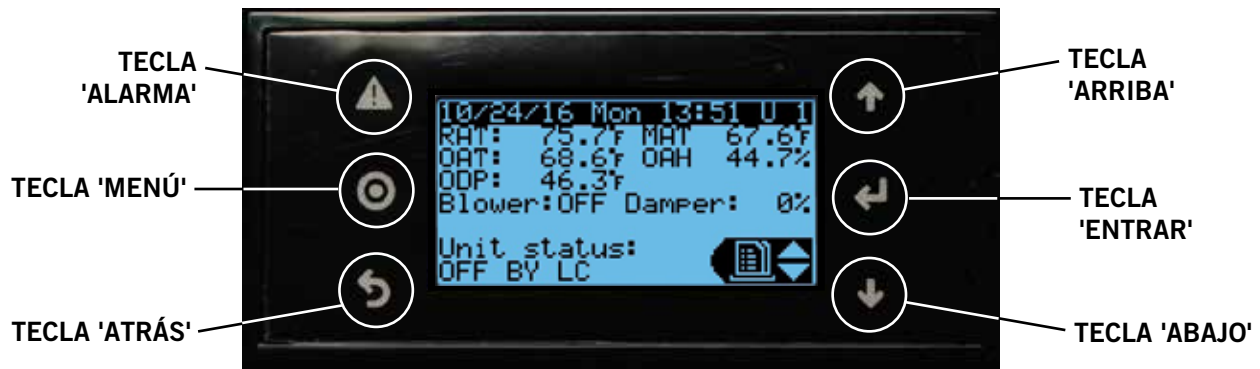 TECLA
'ALARMA'
TECLA 'MENÚ'
TECLA 'ATRÁS'
10/24/16 Mon 13:51 U 1
RAT: 75.7°F MAT 67.6°F
OAT: 68.6°F OAH 44.7%
ODP: 46.3°F
Blower:OFF Damper: 0%
Unit status:
OFF BY LC
TECLA
'ARRIBA'
TECLA
'ENTRAR'
TECLA 'ABAJO'